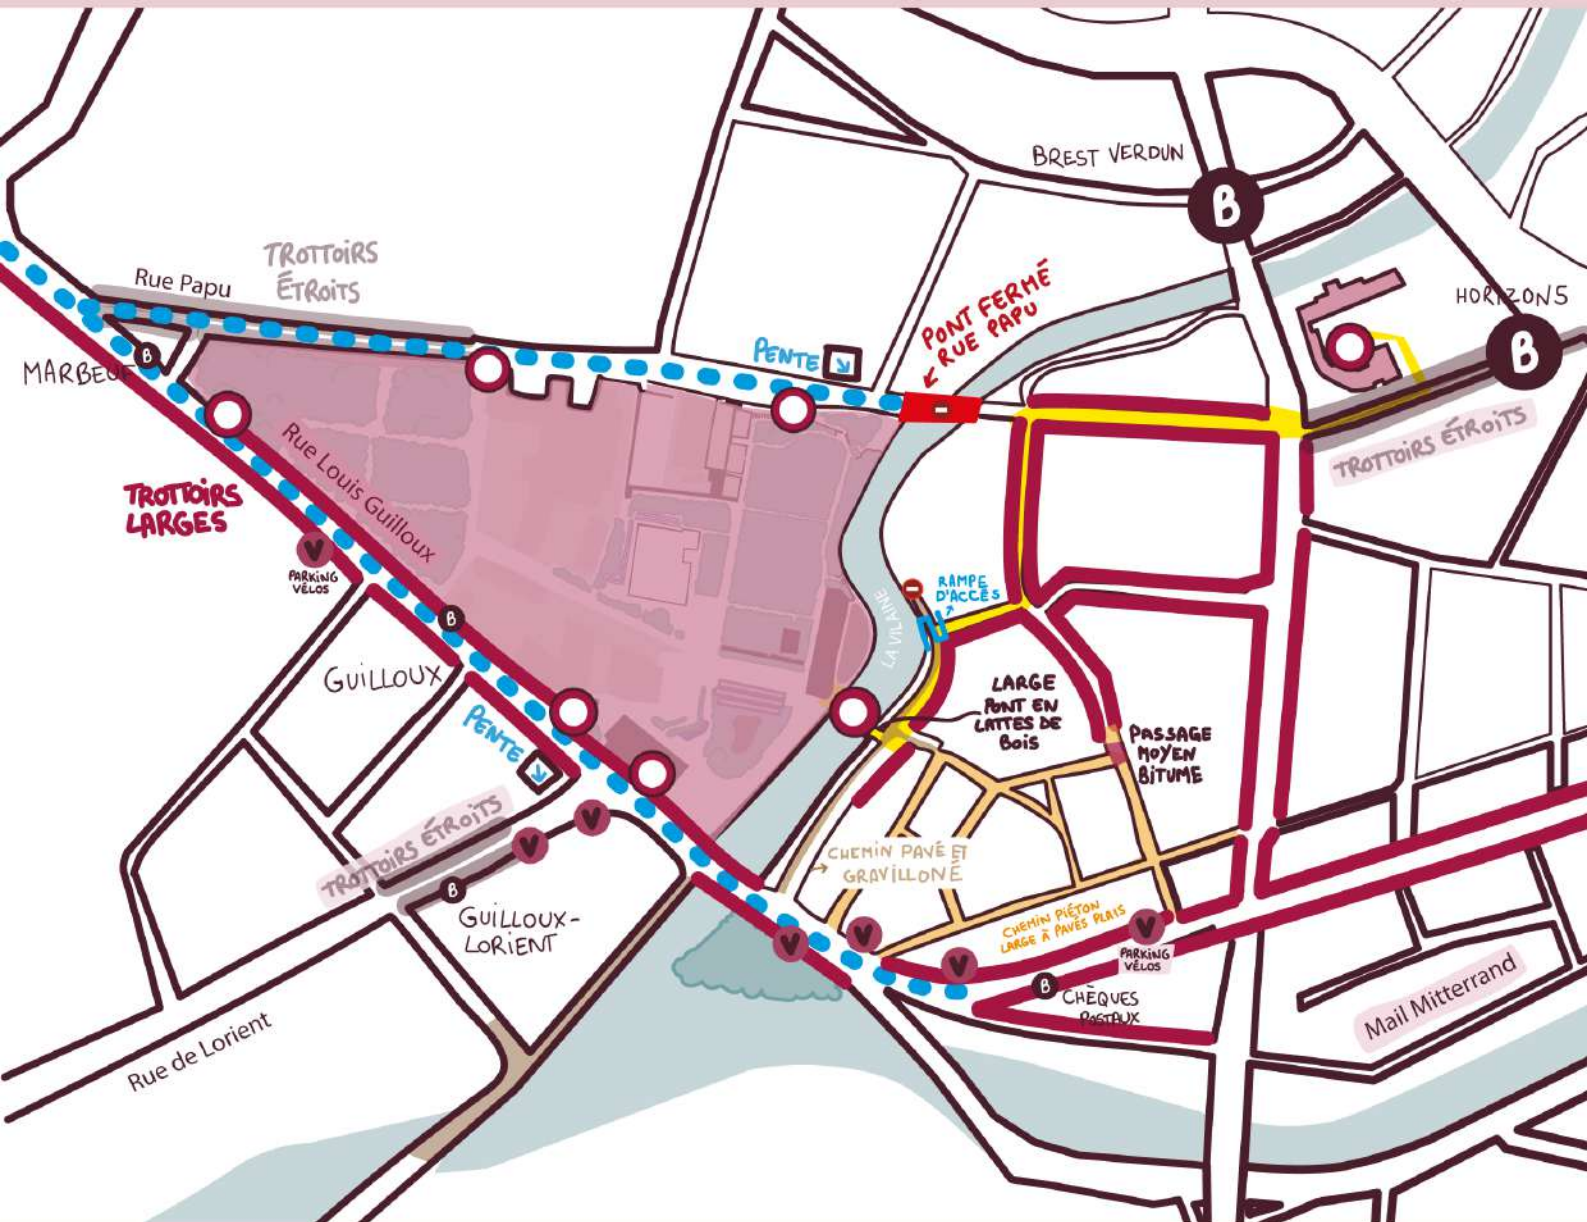 BREST VERDUN
B
TROTTOIRS
ÉTROITS
Rue Papu
PONT FERMÉ
RUE PAPU
HORIZONS
B
PENTE
B
MARBEUF
TROTTOIRS ÉTROITS
Rue Louis Guilloux
TROTTOIRS
LARGES
V
PARKING
VÉLOS
RAMPE
D'ACCÈS
B
LA VILAINE
GUILLOUX
LARGE
PONT EN
LATTES DE
BOIS
PENTE
PASSAGE
MOYEN
BITUME
TROTTOIRS ÉTROITS
V
V
CHEMIN PAVÉ ET
GRAVILLONÉ
B
GUILLOUX-
LORIENT
CHEMIN PIÉTON
LARGE À PAVÉS PLAIS
V
V
V
V
PARKING
VÉLOS
B
CHÈQUES
POSTAUX
Mail Mitterrand
Rue de Lorient